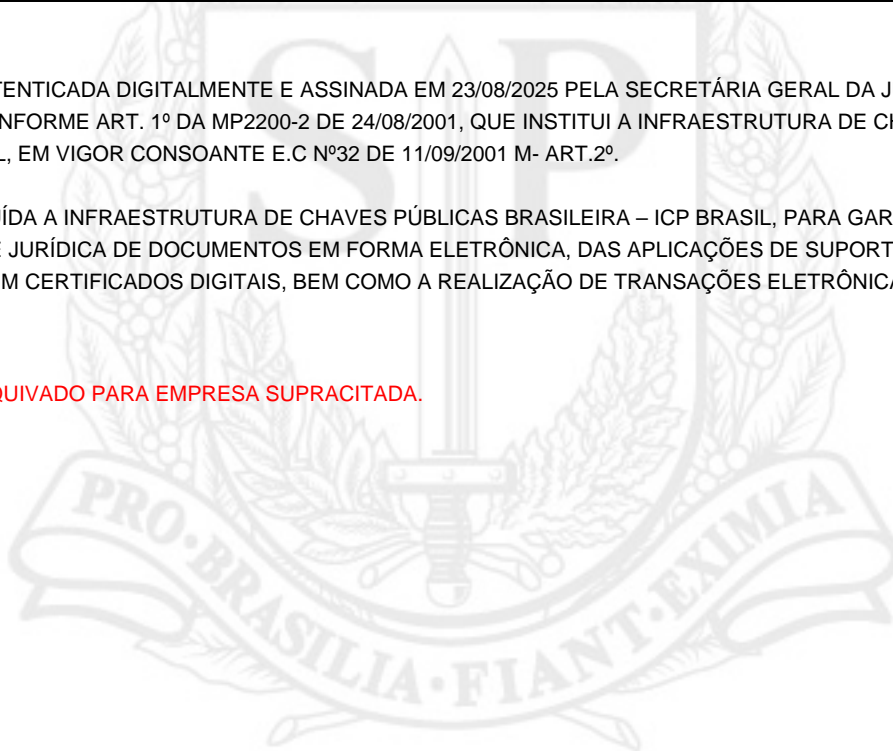 S P
TENTICADA DIGITALMENTE E ASSINADA EM 23/08/2025 PELA SECRETÁRIA GERAL DA J
NFORME ART. 1º DA MP2200-2 DE 24/08/2001, QUE INSTITUI A INFRAESTRUTURA DE CH
L, EM VIGOR CONSOANTE E.C Nº32 DE 11/09/2001 M- ART.2º.
UÍDA A INFRAESTRUTURA DE CHAVES PÚBLICAS BRASILEIRA – ICP BRASIL, PARA GAR
E JURÍDICA DE DOCUMENTOS EM FORMA ELETRÔNICA, DAS APLICAÇÕES DE SUPORT
M CERTIFICADOS DIGITAIS, BEM COMO A REALIZAÇÃO DE TRANSAÇÕES ELETRÔNICA
QUIVADO PARA EMPRESA SUPRACITADA.
PRO·BRASILIA·FIANT·EXIMIA